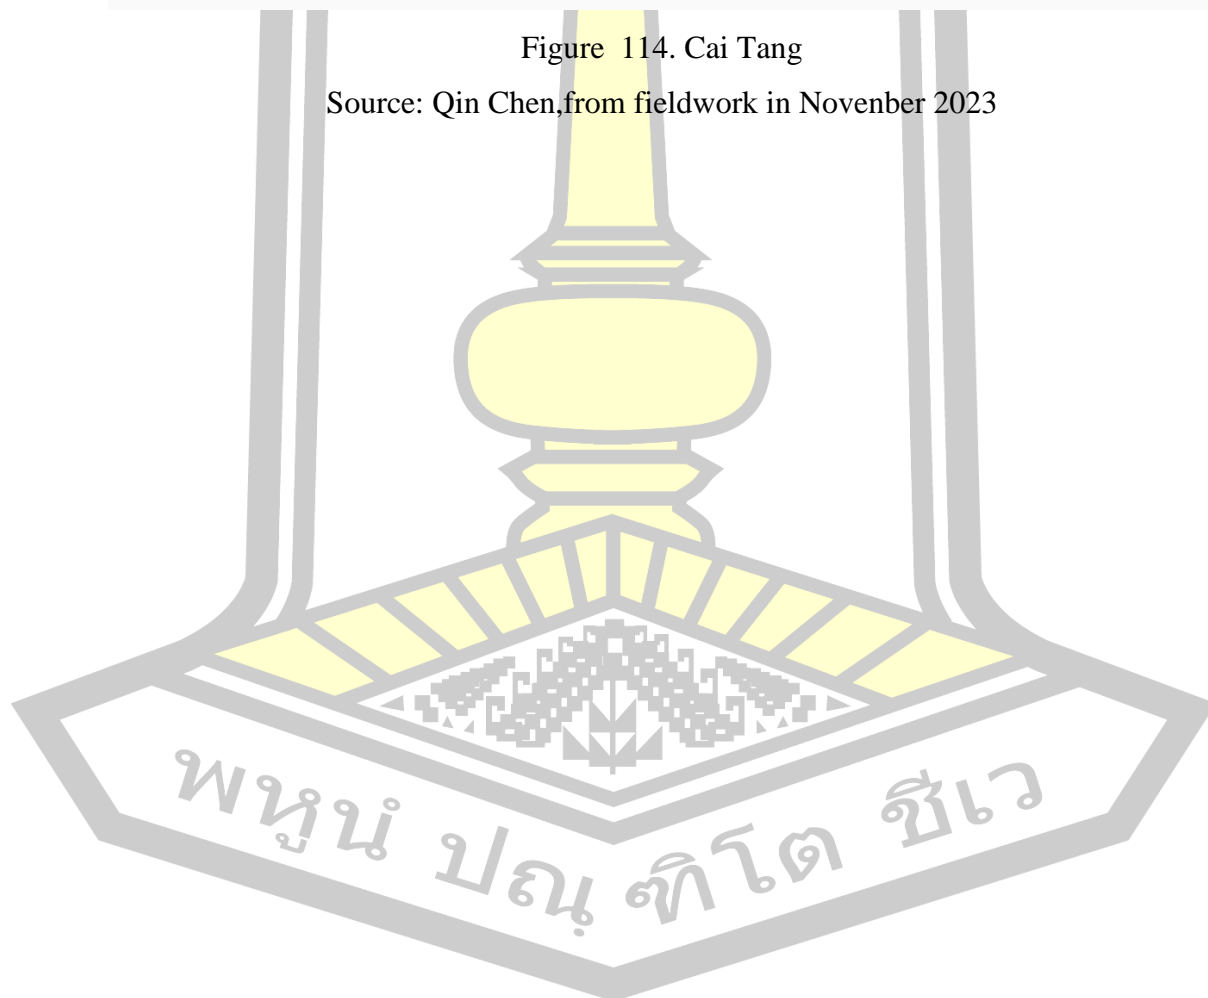 Figure  114. Cai Tang
Source: Qin Chen,from fieldwork in Novenber 2023
พหูนํ ปณฺฑิโต ชีเว